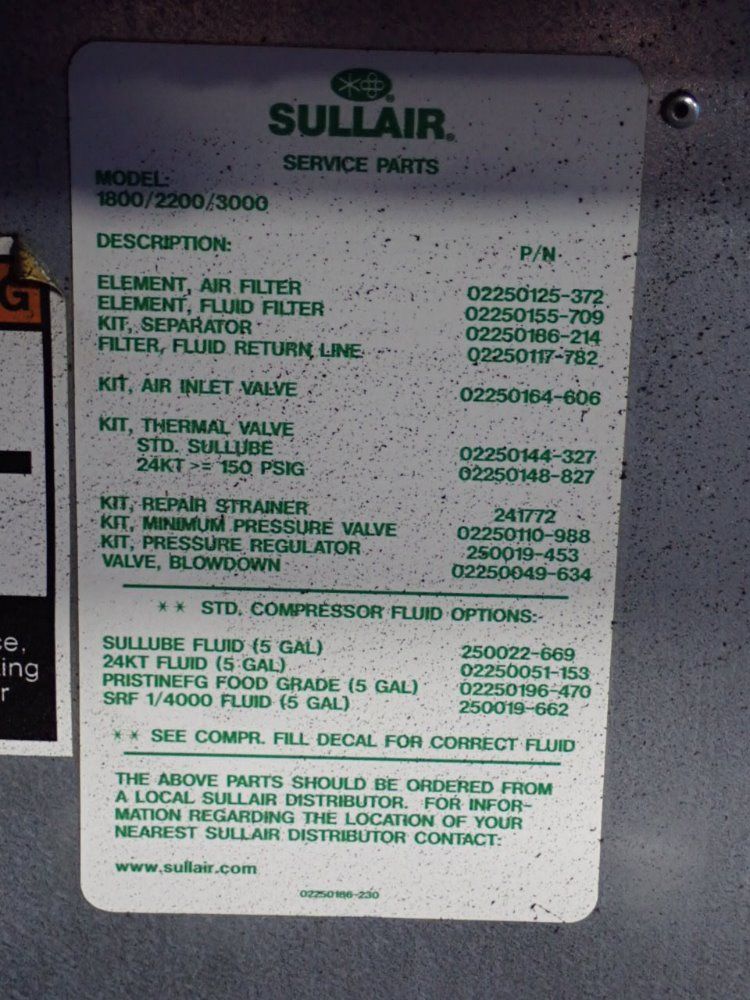 SULLAIR®
SERVICE PARTS
MODEL:
1800/2200/3000
DESCRIPTION: P/N
ELEMENT, AIR FILTER 02250125-372
ELEMENT, FLUID FILTER 02250155-709
KIT, SEPARATOR 02250186-214
FILTER, FLUID RETURN LINE 02250117-782
KIT, AIR INLET VALVE 02250164-606
KIT, THERMAL VALVE
STD. SULLUBE 02250144-327
24KT >= 150 PSIG 02250148-827
KIT, REPAIR STRAINER 241772
KIT, MINIMUM PRESSURE VALVE 02250110-988
KIT, PRESSURE REGULATOR 250019-453
VALVE, BLOWDOWN 02250049-634
** STD. COMPRESSOR FLUID OPTIONS:
SULLUBE FLUID (5 GAL) 250022-669
24KT FLUID (5 GAL) 02250051-153
PRISTINEFG FOOD GRADE (5 GAL) 02250196-470
SRF 1/4000 FLUID (5 GAL) 250019-662
** SEE COMPR. FILL DECAL FOR CORRECT FLUID
THE ABOVE PARTS SHOULD BE ORDERED FROM
A LOCAL SULLAIR DISTRIBUTOR. FOR INFOR-
MATION REGARDING THE LOCATION OF YOUR
NEAREST SULLAIR DISTRIBUTOR CONTACT:
www.sullair.com
02250186-230
G
ce,
ing
r